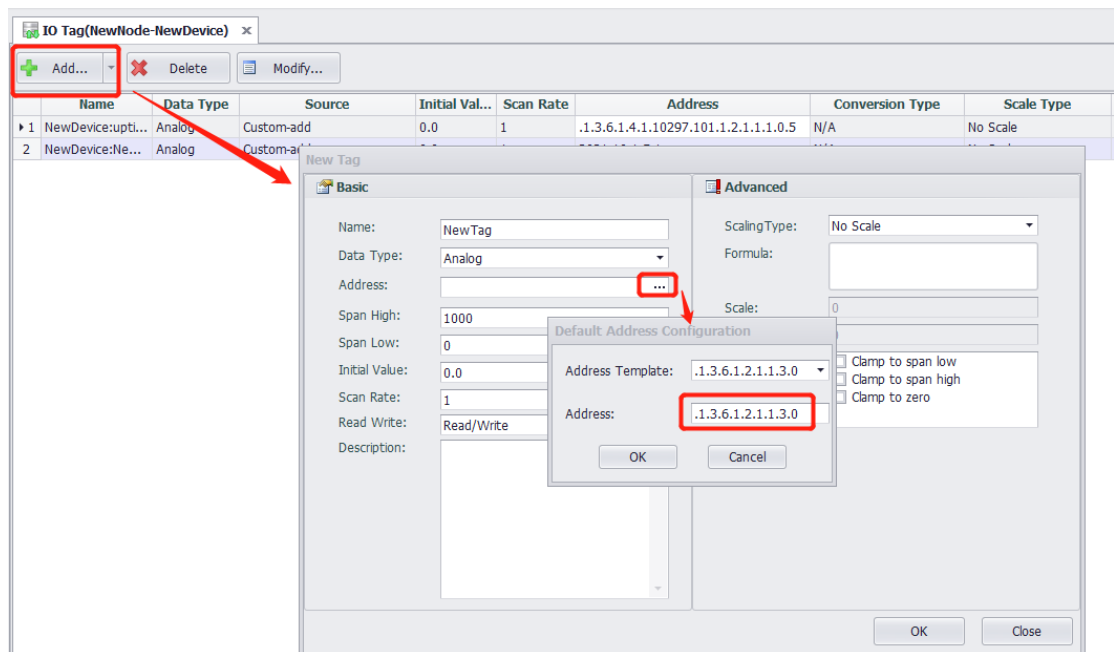 IO Tag(NewNode-NewDevice) ×
Add... Delete Modify...
Name Data Type Source Initial Val... Scan Rate Address Conversion Type Scale Type
1 NewDevice:upti... Analog Custom-add 0.0 1 .1.3.6.1.4.1.10297.101.1.2.1.1.1.0.5 N/A No Scale
2 NewDevice:Ne... Analog Custom-add
New Tag
Basic
Name: NewTag
Data Type: Analog
Address: ...
Span High: 1000
Span Low: 0
Initial Value: 0.0
Scan Rate: 1
Read Write: Read/Write
Description:
Advanced
ScalingType: No Scale
Formula:
Scale: 0
Clamp to span low
Clamp to span high
Clamp to zero
Default Address Configuration
Address Template: .1.3.6.1.2.1.1.3.0
Address: .1.3.6.1.2.1.1.3.0
OK Cancel
OK Close